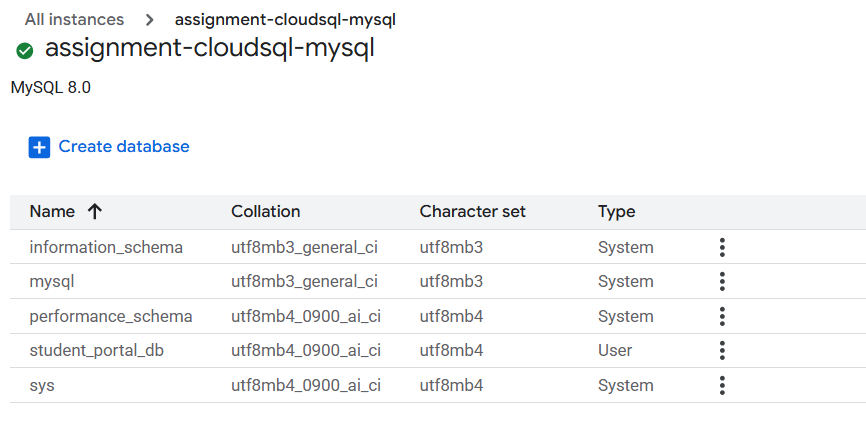 All instances > assignment-cloudsql-mysql
assignment-cloudsql-mysql
MySQL 8.0
Create database
Name Collation Character set Type
information_schema utf8mb3_general_ci utf8mb3 System
mysql utf8mb3_general_ci utf8mb3 System
performance_schema utf8mb4_0900_ai_ci utf8mb4 System
student_portal_db utf8mb4_0900_ai_ci utf8mb4 User
sys utf8mb4_0900_ai_ci utf8mb4 System